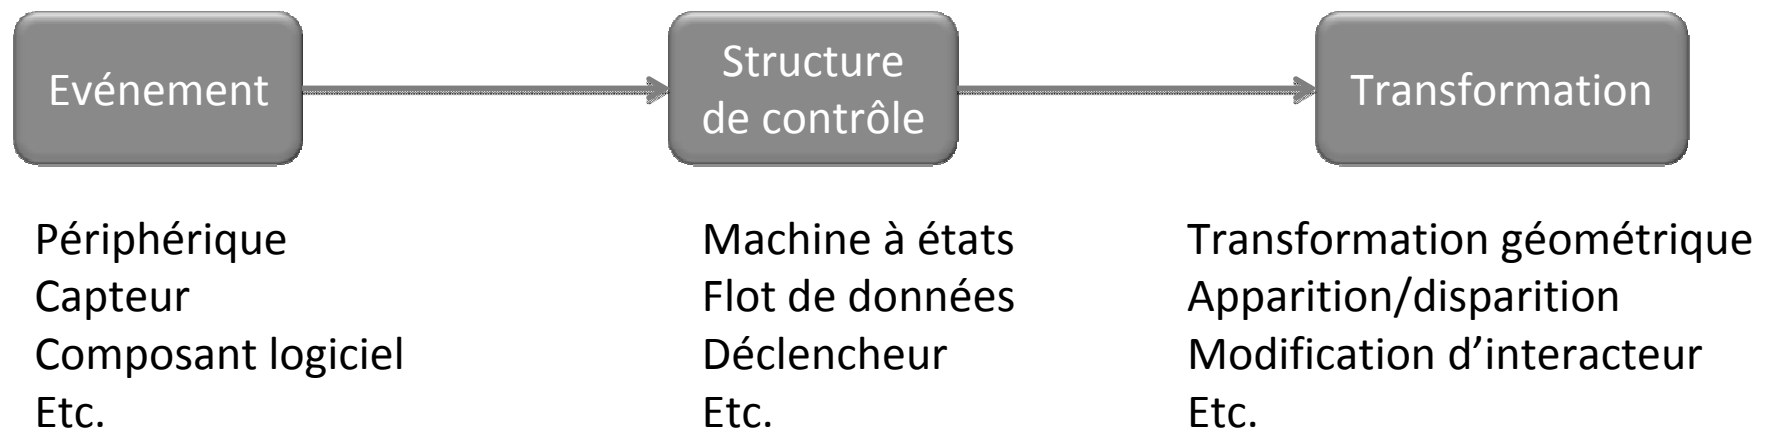 Evénement
Structure
de contrôle
Transformation
Périphérique
Capteur
Composant logiciel
Etc.
Machine à états
Flot de données
Déclencheur
Etc.
Transformation géométrique
Apparition/disparition
Modification d’interacteur
Etc.